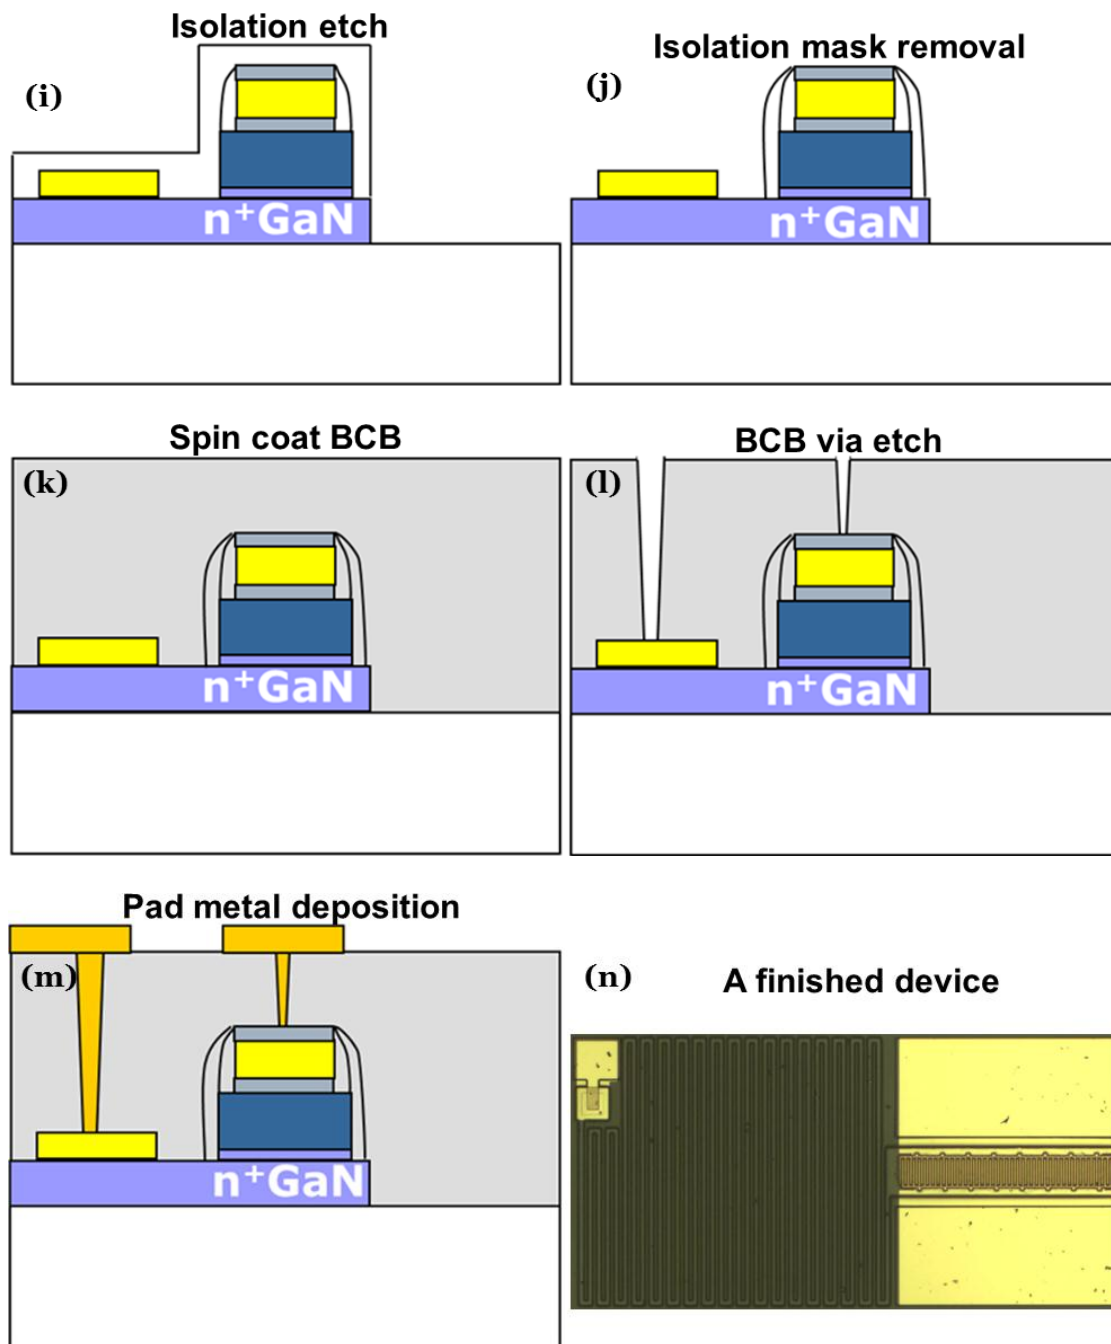 Isolation etch
(i)
n⁺GaN
Isolation mask removal
(j)
n⁺GaN
Spin coat BCB
(k)
n⁺GaN
BCB via etch
(l)
n⁺GaN
Pad metal deposition
(m)
n⁺GaN
(n) A finished device